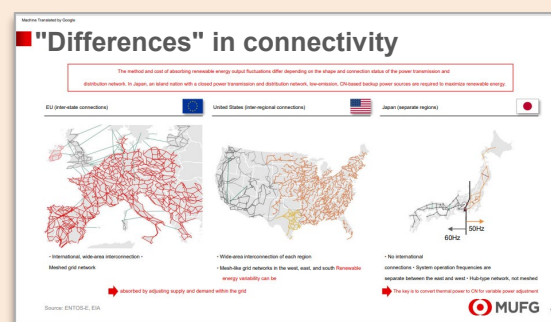 Machine Translated by Google
"Differences" in connectivity
The method and cost of absorbing renewable energy output fluctuations differ depending on the shape and connection status of the power transmission and
distribution network. In Japan, an island nation with a closed power transmission and distribution network, low-emission, CN-based backup power sources are required to maximize renewable energy.
EU (inter-state connections)
United States (inter-regional connections)
Japan (separate regions)
60Hz
50Hz
・International, wide-area interconnection・
Meshed grid network
・Wide-area interconnection of each region
・Mesh-like grid networks in the west, east, and south Renewable
energy variability can be
absorbed by adjusting supply and demand within the grid
・No international
connections・System operation frequencies are
separate between the east and west・Hub-type network, not meshed
The key is to convert thermal power to CN for variable power adjustment
Source: ENTOS-E, EIA
MUFG